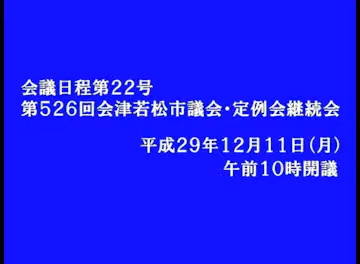 会議日程第22号
第526回会津若松市議会・定例会継続会
平成29年12月11日(月)
午前10時開議